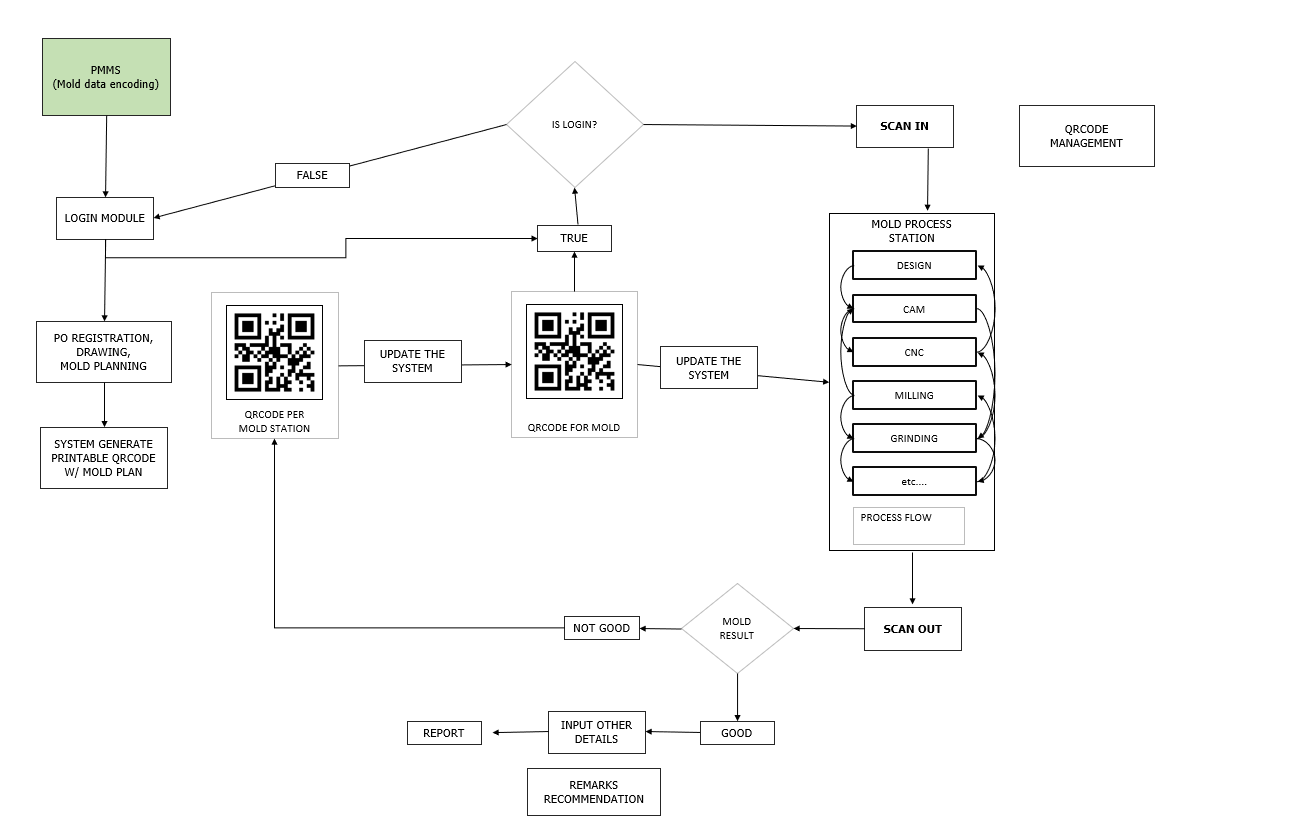 PMMS
(Mold data encoding)
IS LOGIN?
SCAN IN
QRCODE
MANAGEMENT
FALSE
LOGIN MODULE
TRUE
MOLD PROCESS
STATION
DESIGN
CAM
CNC
MILLING
GRINDING
etc....
PROCESS FLOW
PO REGISTRATION,
DRAWING,
MOLD PLANNING
UPDATE THE
SYSTEM
UPDATE THE
SYSTEM
QRCODE PER
MOLD STATION
QRCODE FOR MOLD
SYSTEM GENERATE
PRINTABLE QRCODE
W/ MOLD PLAN
NOT GOOD
MOLD
RESULT
SCAN OUT
REPORT
INPUT OTHER
DETAILS
GOOD
REMARKS
RECOMMENDATION